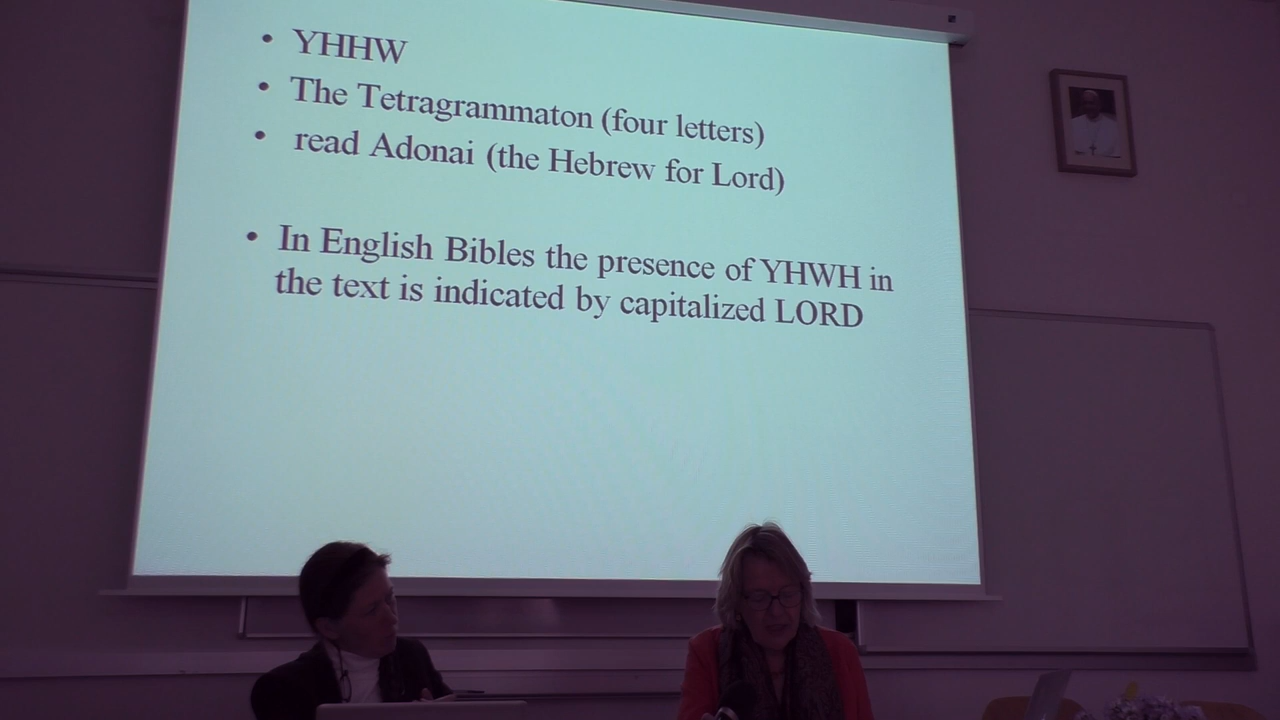 • YHHW
• The Tetragrammaton (four letters)
• read Adonai (the Hebrew for Lord)
• In English Bibles the presence of YHWH in
the text is indicated by capitalized LORD